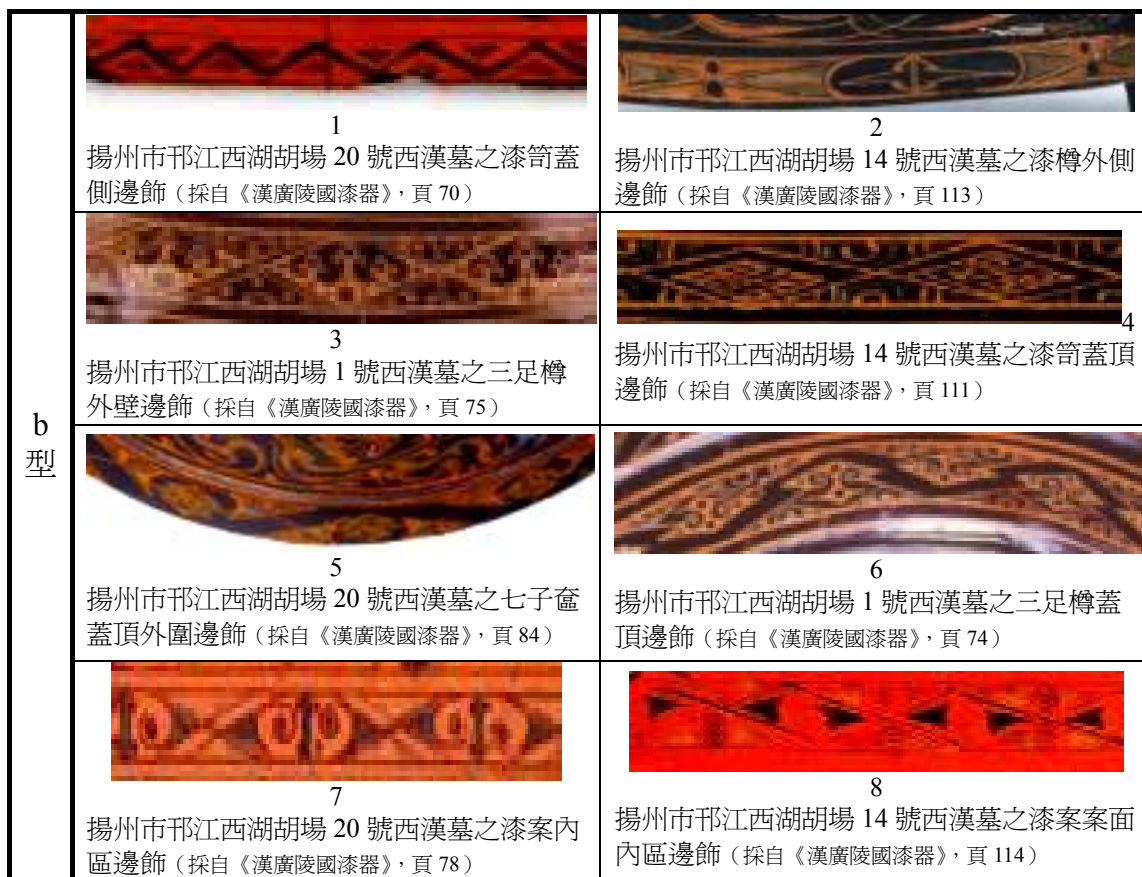 b
型
1
揚州市邗江西湖胡場 20 號西漢墓之漆笥蓋
側邊飾（採自《漢廣陵國漆器》，頁 70）
2
揚州市邗江西湖胡場 14 號西漢墓之漆樽外側
邊飾（採自《漢廣陵國漆器》，頁 113）
3
揚州市邗江西湖胡場 1 號西漢墓之三足樽
外壁邊飾（採自《漢廣陵國漆器》，頁 75）
4
揚州市邗江西湖胡場 14 號西漢墓之漆笥蓋頂
邊飾（採自《漢廣陵國漆器》，頁 111）
5
揚州市邗江西湖胡場 20 號西漢墓之七子奩
蓋頂外圍邊飾（採自《漢廣陵國漆器》，頁 84）
6
揚州市邗江西湖胡場 1 號西漢墓之三足樽蓋
頂邊飾（採自《漢廣陵國漆器》，頁 74）
7
揚州市邗江西湖胡場 20 號西漢墓之漆案內
區邊飾（採自《漢廣陵國漆器》，頁 78）
8
揚州市邗江西湖胡場 14 號西漢墓之漆案案面
內區邊飾（採自《漢廣陵國漆器》，頁 114）